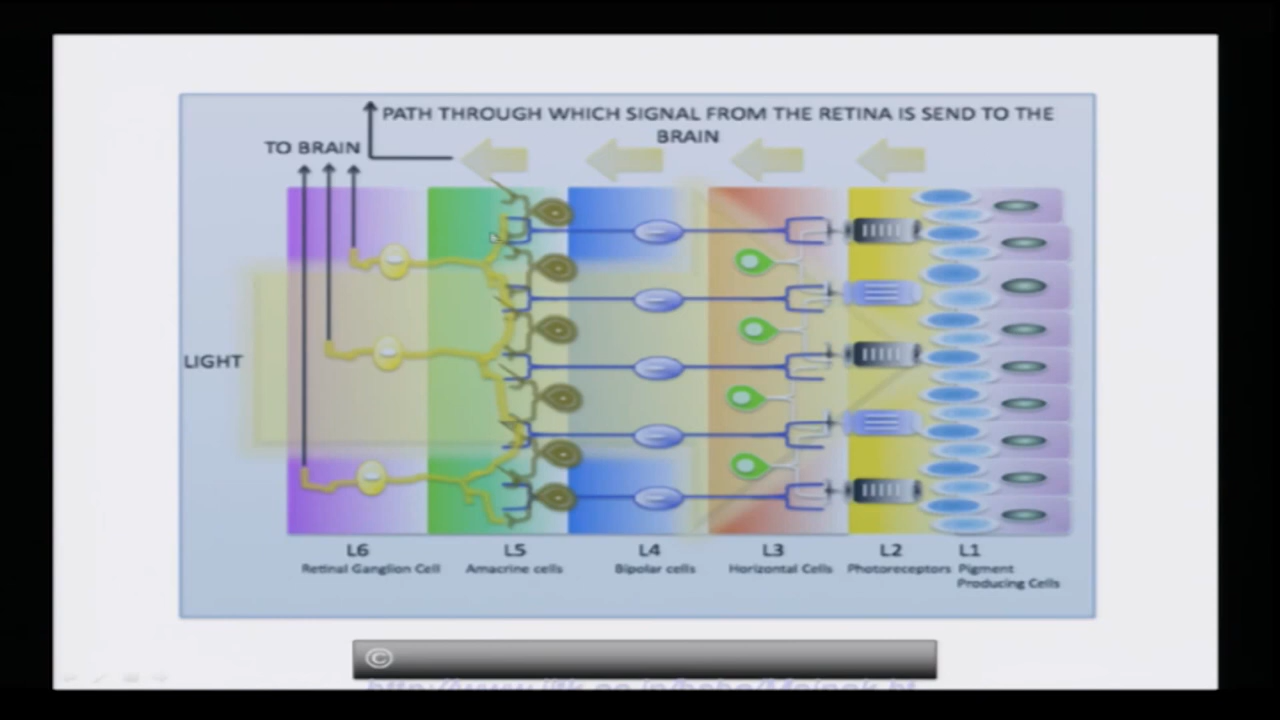 PATH THROUGH WHICH SIGNAL FROM THE RETINA IS SEND TO THE
BRAIN
TO BRAIN
LIGHT
L6
Retinal Ganglion Cell
L5
Amacrine cells
L4
Bipolar cells
L3
Horizontal Cells
L2
Photoreceptors
L1
Pigment
Producing Cells
©